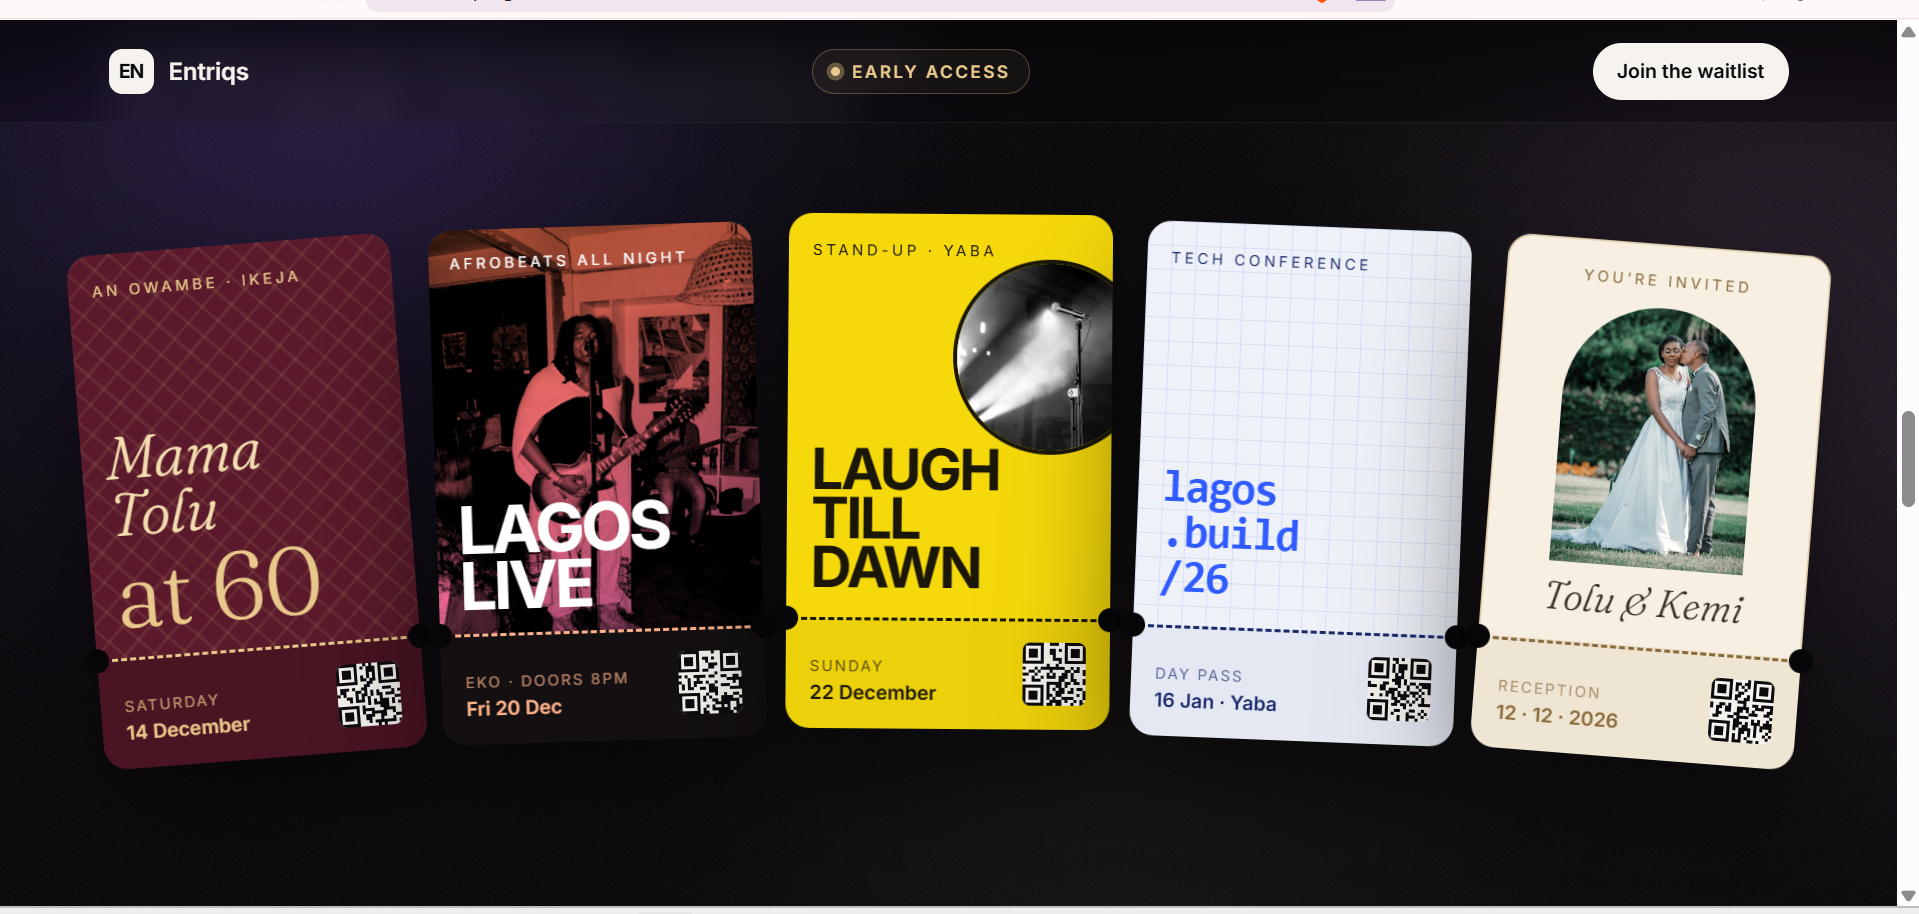 EN Entriqs
EARLY ACCESS
Join the waitlist
AN OWAMBE · IKEJA
Mama
Tolu
at 60
SATURDAY
14 December
AFROBEATS ALL NIGHT
LAGOS
LIVE
EKO · DOORS 8PM
Fri 20 Dec
STAND-UP · YABA
LAUGH
TILL
DAWN
SUNDAY
22 December
TECH CONFERENCE
lagos
.build
/26
DAY PASS
16 Jan · Yaba
YOU'RE INVITED
Tolu & Kemi
RECEPTION
12 · 12 · 2026